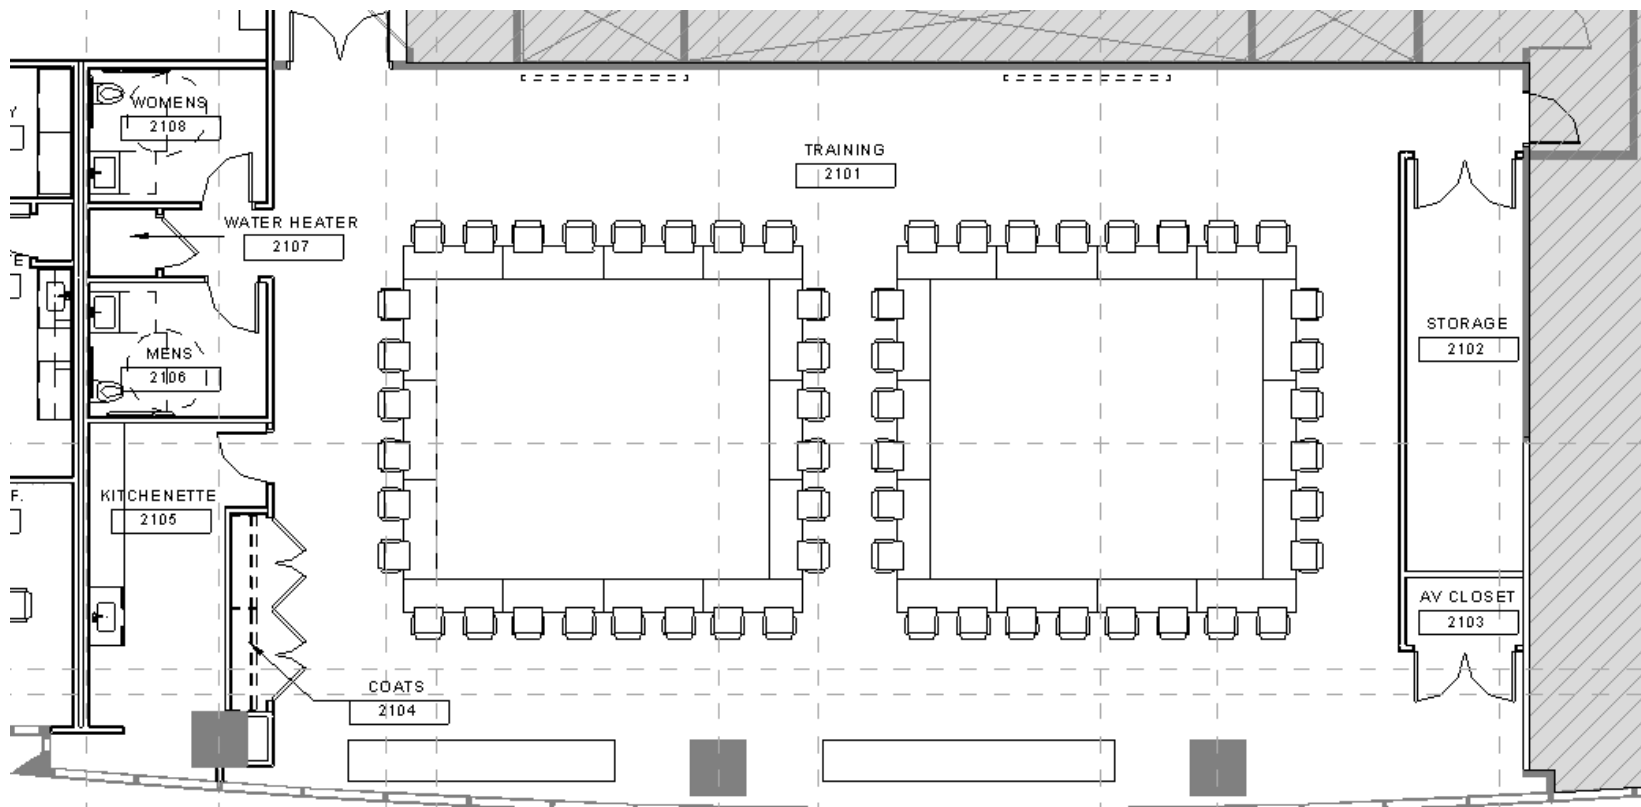 WOMENS
2108
Y
TRAINING
2101
WATER HEATER
2107
E
STORAGE
2102
MENS
2106
F.
KITCHENETTE
2105
AV CLOSET
2103
COATS
2104